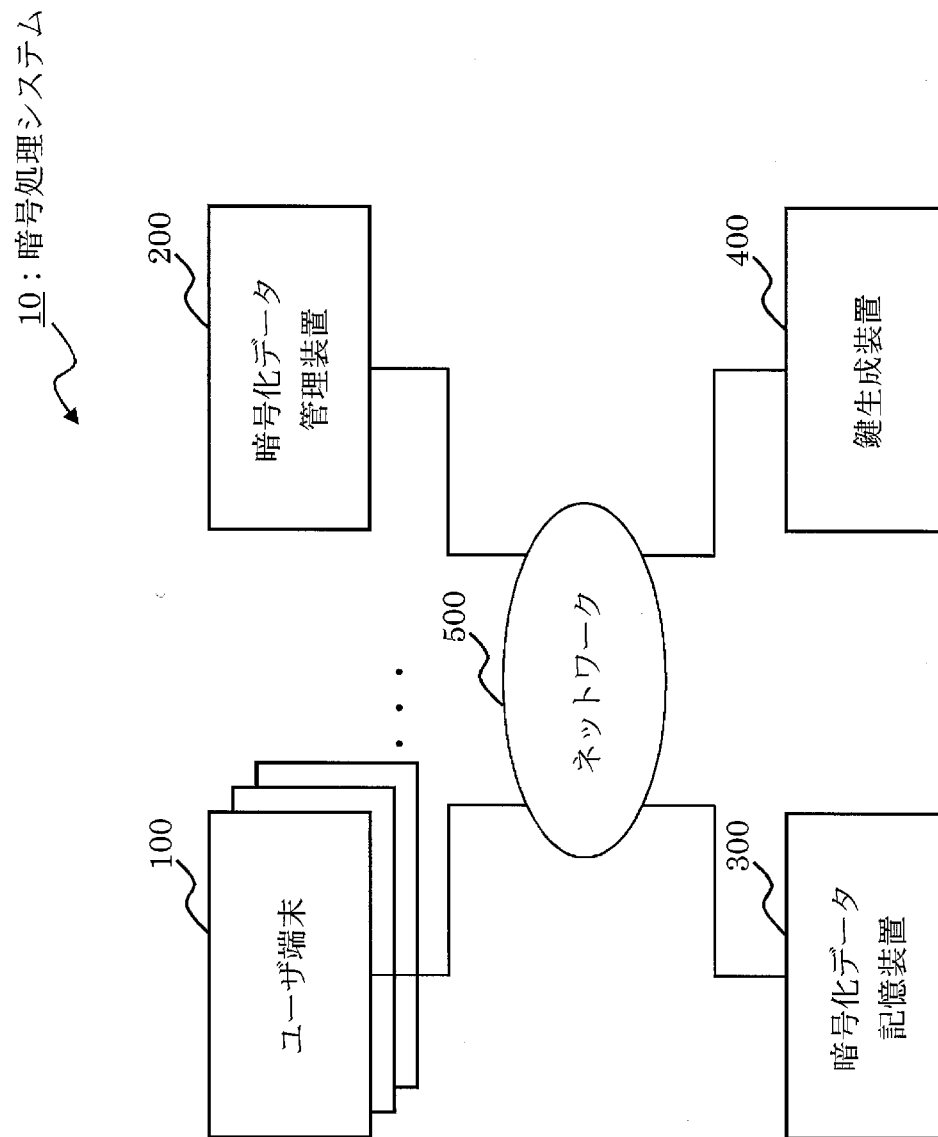 10：暗号処理システム
100
ユーザ端末
200
暗号化データ
管理装置
500
ネットワーク
300
暗号化データ
記憶装置
400
鍵生成装置